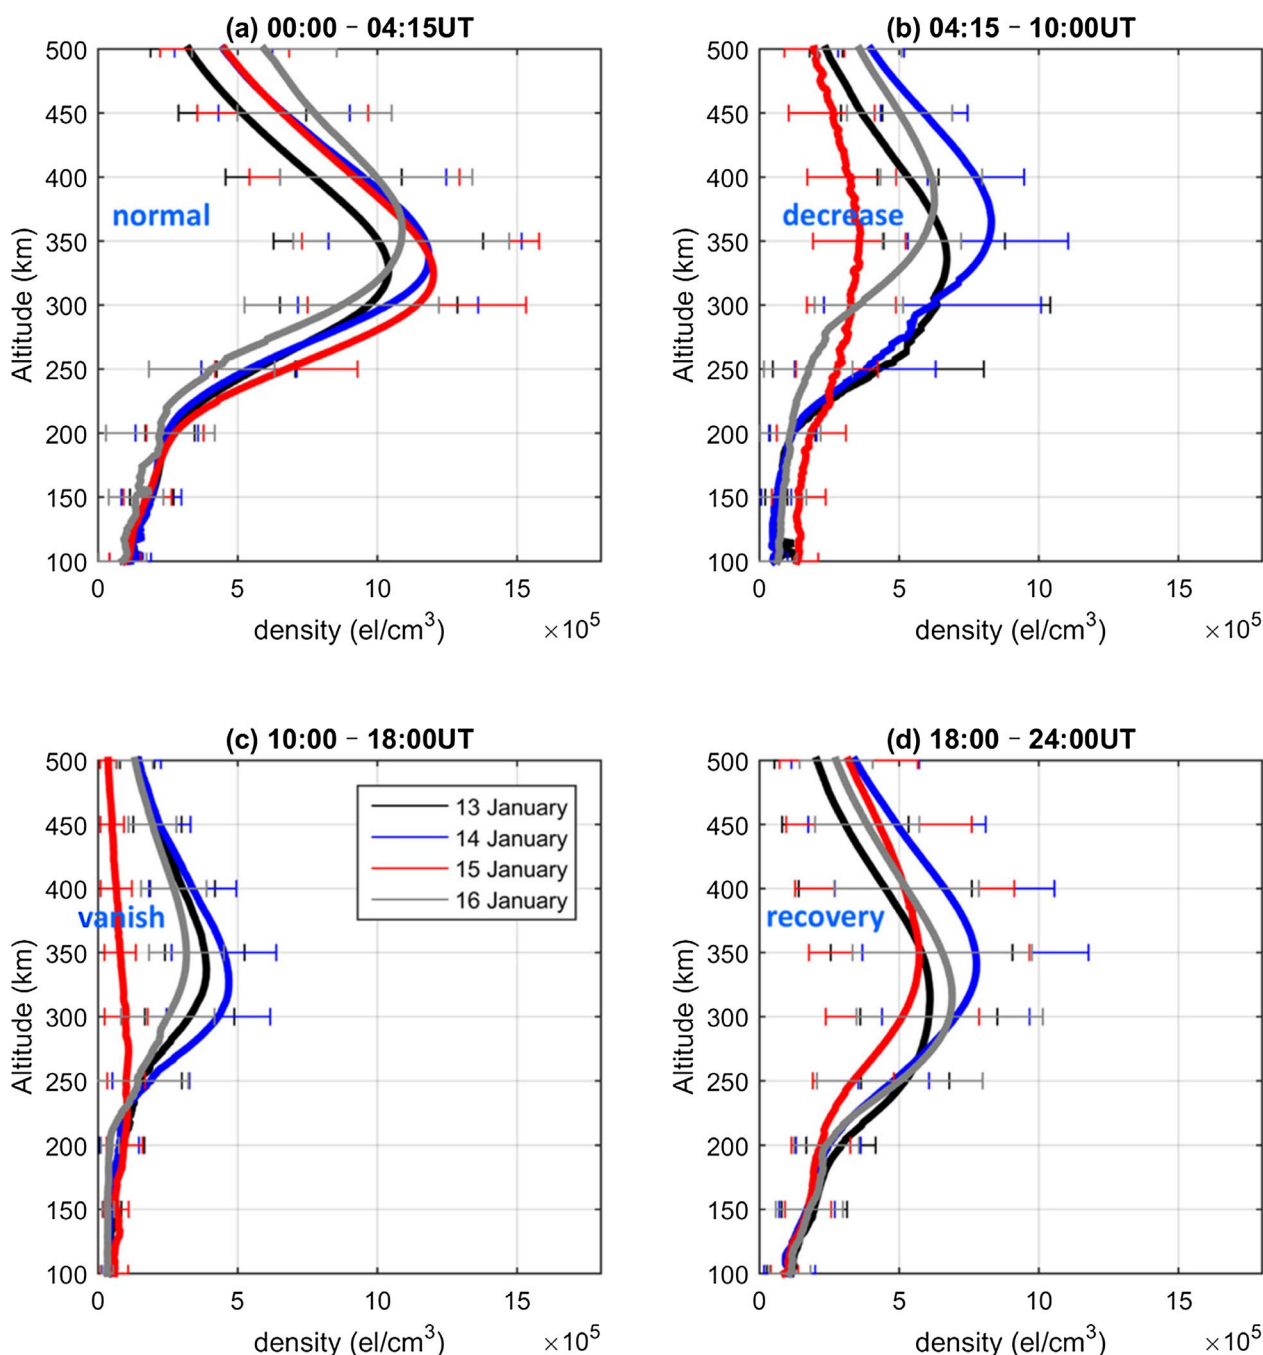 (a) 00:00 – 04:15UT
(b) 04:15 – 10:00UT
500
450
400
350
300
250
200
150
100
Altitude (km)
normal
0
5
10
15
density (el/cm³)
×10⁵
500
450
400
350
300
250
200
150
100
Altitude (km)
decrease
0
5
10
15
density (el/cm³)
×10⁵
(c) 10:00 – 18:00UT
(d) 18:00 – 24:00UT
500
450
400
350
300
250
200
150
100
Altitude (km)
vanish
13 January
14 January
15 January
16 January
0
5
10
15
density (el/cm³)
×10⁵
500
450
400
350
300
250
200
150
100
Altitude (km)
recovery
0
5
10
15
density (el/cm³)
×10⁵